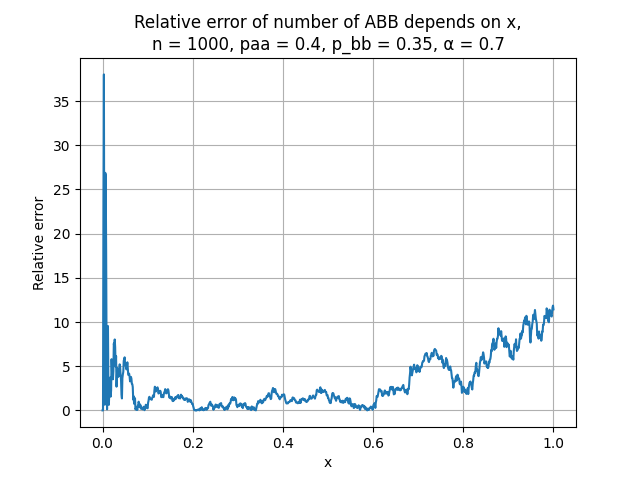 Relative error of number of ABB depends on x,
n = 1000, paa = 0.4, p_bb = 0.35, α = 0.7
Relative error
35
30
25
20
15
10
5
0
0.0 0.2 0.4 0.6 0.8 1.0
x